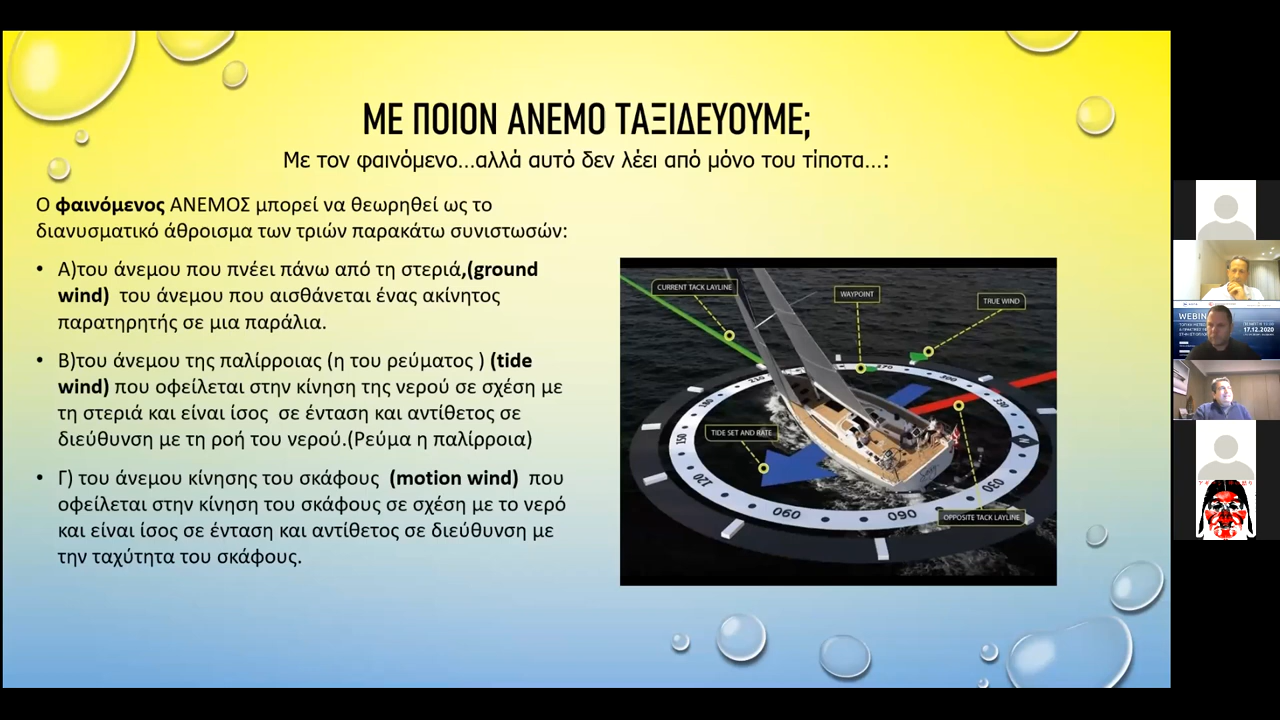 ΜΕ ΠΟΙΟΝ ΑΝΕΜΟ ΤΑΞΙΔΕΥΟΥΜΕ;
Με τον φαινόμενο...αλλά αυτό δεν λέει από μόνο του τίποτα...:
Ο φαινόμενος ΑΝΕΜΟΣ μπορεί να θεωρηθεί ως το
διανυσματικό άθροισμα των τριών παρακάτω συνιστωσών:
• Α)του άνεμου που πνέει πάνω από τη στεριά,(ground
wind) του άνεμου που αισθάνεται ένας ακίνητος
παρατηρητής σε μια παράλια.
• Β)του άνεμου της παλίρροιας (η του ρεύματος ) (tide
wind) που οφείλεται στην κίνηση της νερού σε σχέση με
τη στεριά και είναι ίσος σε ένταση και αντίθετος σε
διεύθυνση με τη ροή του νερού.(Ρεύμα η παλίρροια)
• Γ) του άνεμου κίνησης του σκάφους (motion wind) που
οφείλεται στην κίνηση του σκάφους σε σχέση με το νερό
και είναι ίσος σε ένταση και αντίθετος σε διεύθυνση με
την ταχύτητα του σκάφους.
CURRENT TACK LAYLINE
WAYPOINT
TRUE WIND
TIDE SET AND RATE
OPPOSITE TACK LAYLINE
210
180
150
120
090
060
030
N
330
300
270
WEBIN
17.12.2020